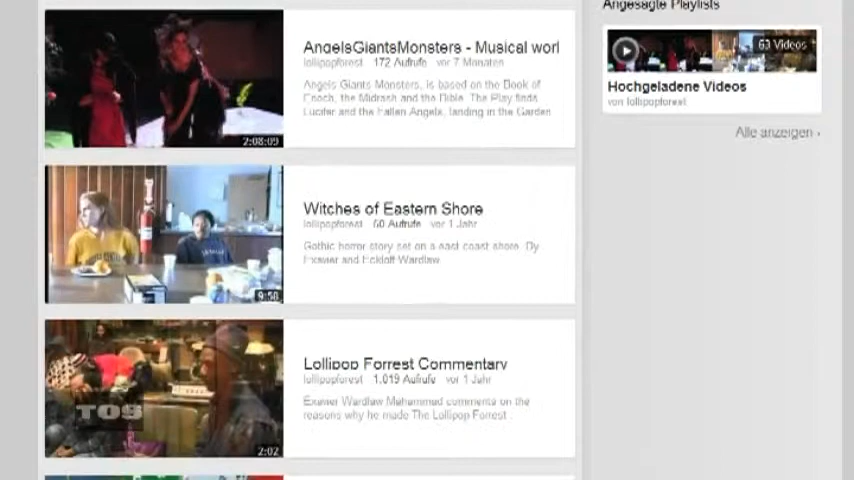 AngelsGiantsMonsters - Musical worl
lollipopforest 172 Aufrufe vor 7 Monaten
Angels Giants Monsters, is based on the Book of
Enoch, the Midrash and the Bible. The Play finds
Lucifer and the Fallen Angels, landing in the Garden
2:08:09
Witches of Eastern Shore
lollipopforest 60 Aufrufe vor 1 Jahr
Gothic horror story set on a east coast shore. By
and Wardlaw.
9:58
Lollipop Forrest Commentary
lollipopforest 1,019 Aufrufe vor 1 Jahr
Wardlaw Muhammad comments on the
reasons why he made The Lollipop Forrest .
TOS
2:02
Angesagte Playlists
63 Videos
Hochgeladene Videos
von lollipopforest
Alle anzeigen ›